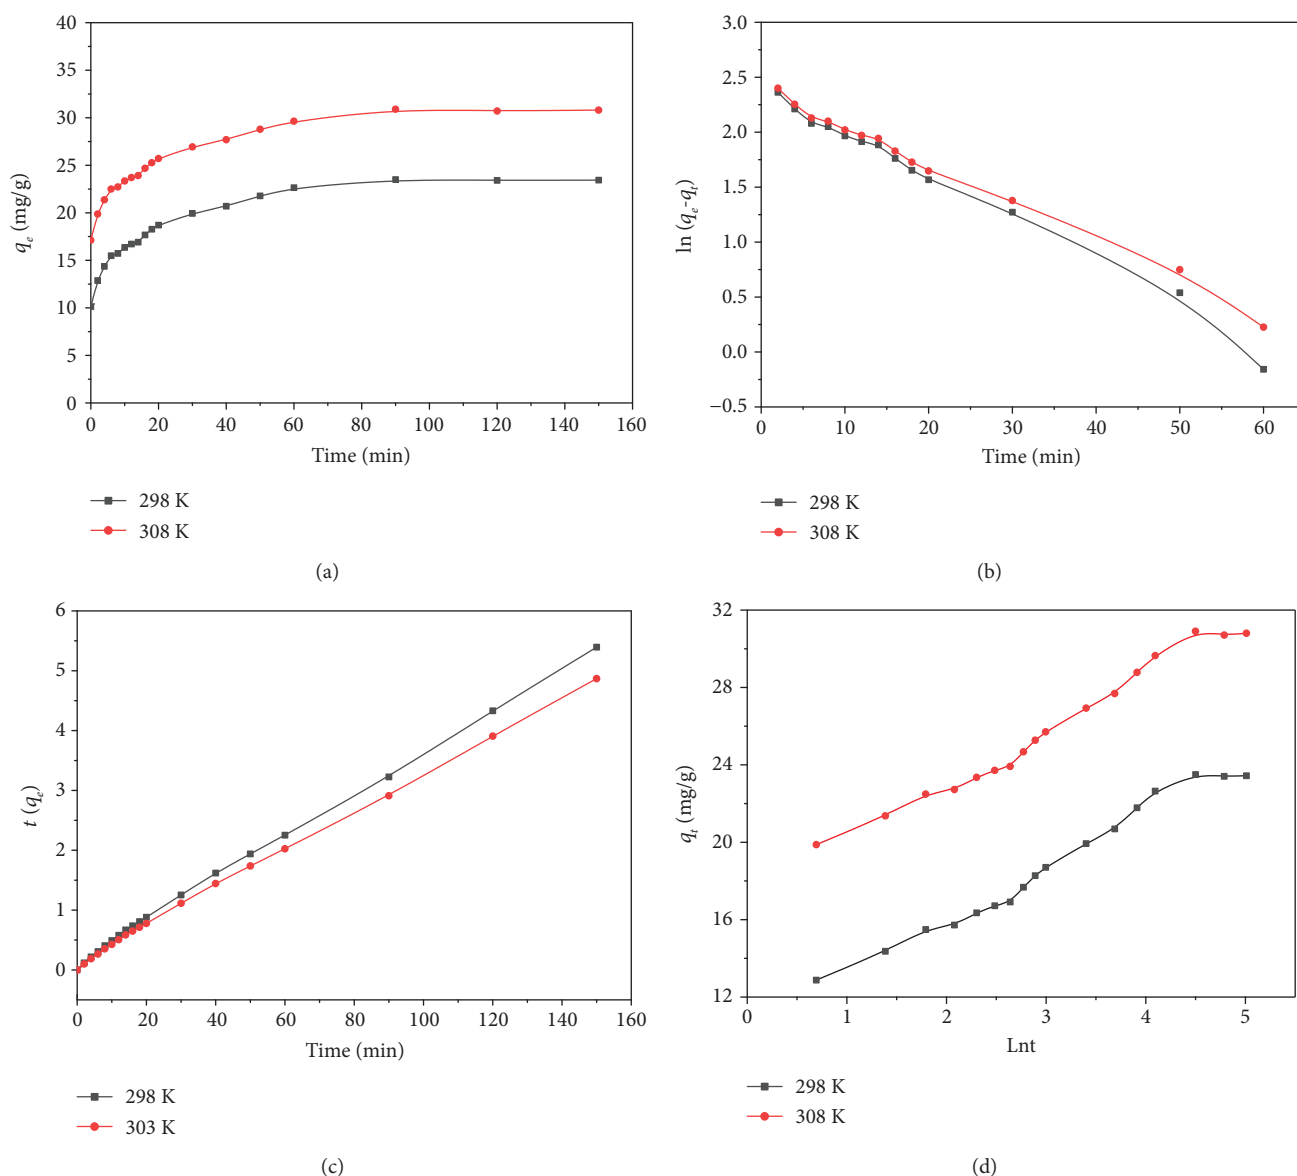 40
35
30
25
20
15
10
5
0
q_e (mg/g)
0 20 40 60 80 100 120 140 160
Time (min)
298 K
308 K
(a)
3.0
2.5
2.0
1.5
1.0
0.5
0.0
−0.5
ln (q_e-q_t)
0 10 20 30 40 50 60
Time (min)
298 K
308 K
(b)
6
5
4
3
2
1
0
t (q_e)
0 20 40 60 80 100 120 140 160
Time (min)
298 K
303 K
(c)
32
28
24
20
16
12
q_t (mg/g)
1 2 3 4 5
Lnt
298 K
308 K
(d)